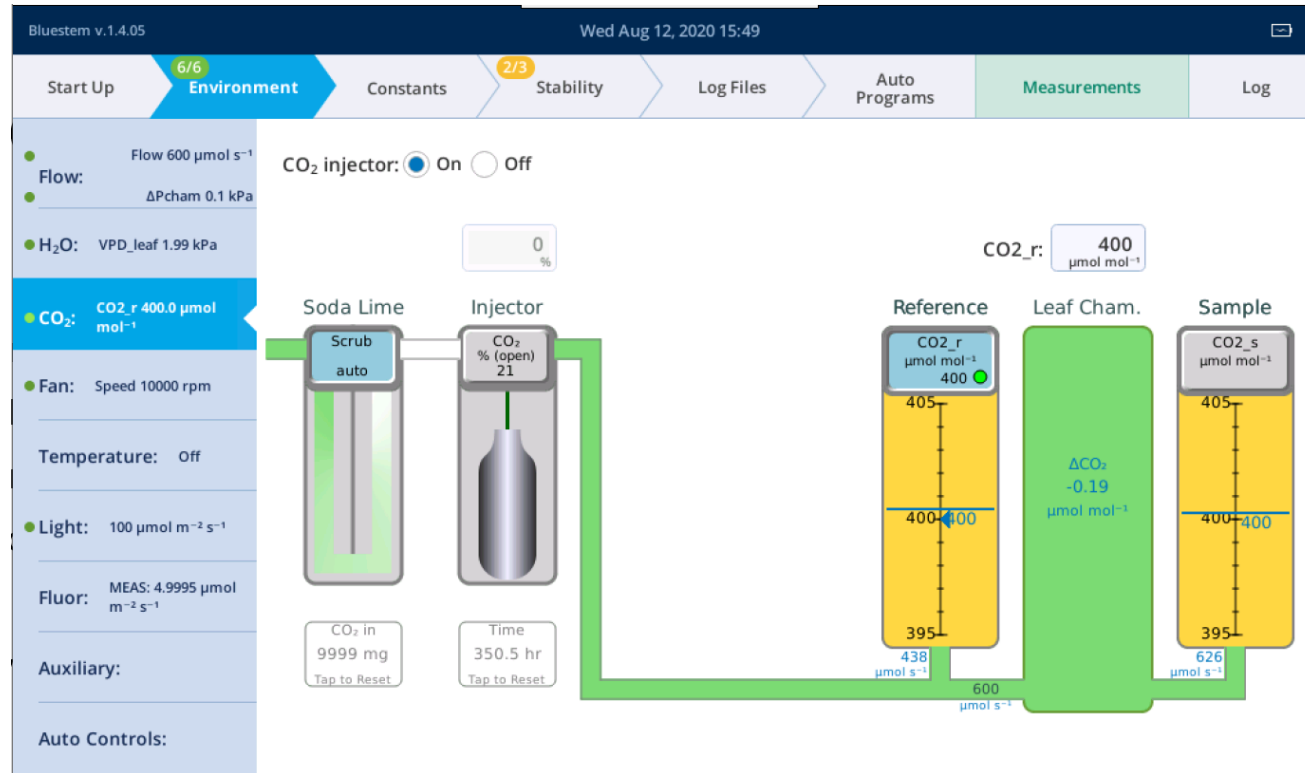 Bluestem v.1.4.05
Wed Aug 12, 2020 15:49
Start Up
6/6
Environment
Constants
2/3
Stability
Log Files
Auto
Programs
Measurements
Log
Flow:
Flow 600 µmol s⁻¹
ΔPcham 0.1 kPa
H₂O: VPD_leaf 1.99 kPa
CO₂: CO2_r 400.0 µmol
mol⁻¹
Fan: Speed 10000 rpm
Temperature: Off
Light: 100 µmol m⁻² s⁻¹
Fluor: MEAS: 4.9995 µmol
m⁻² s⁻¹
Auxiliary:
Auto Controls:
CO₂ injector: On Off
0
%
CO2_r: 400
µmol mol⁻¹
Soda Lime
Scrub
auto
CO₂ in
9999 mg
Tap to Reset
Injector
CO₂
% (open)
21
Time
350.5 hr
Tap to Reset
Reference
CO2_r
µmol mol⁻¹
400
405
400 400
395
438
µmol s⁻¹
600
µmol s⁻¹
Leaf Cham.
ΔCO₂
-0.19
µmol mol⁻¹
Sample
CO2_s
µmol mol⁻¹
405
400 400
395
626
µmol s⁻¹